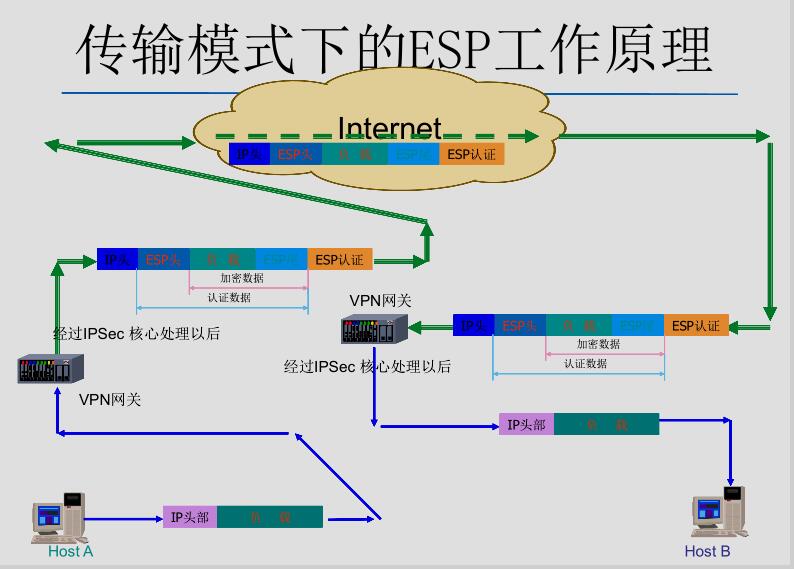 传输模式下的ESP工作原理
Internet
IP头 ESP头 负 载 ESP尾 ESP认证
IP头 ESP头 负 载 ESP尾 ESP认证
加密数据
认证数据
VPN网关
IP头 ESP头 负 载 ESP尾 ESP认证
加密数据
认证数据
经过IPSec 核心处理以后
经过IPSec 核心处理以后
VPN网关
IP头部 负 载
IP头部 负 载
Host A
Host B